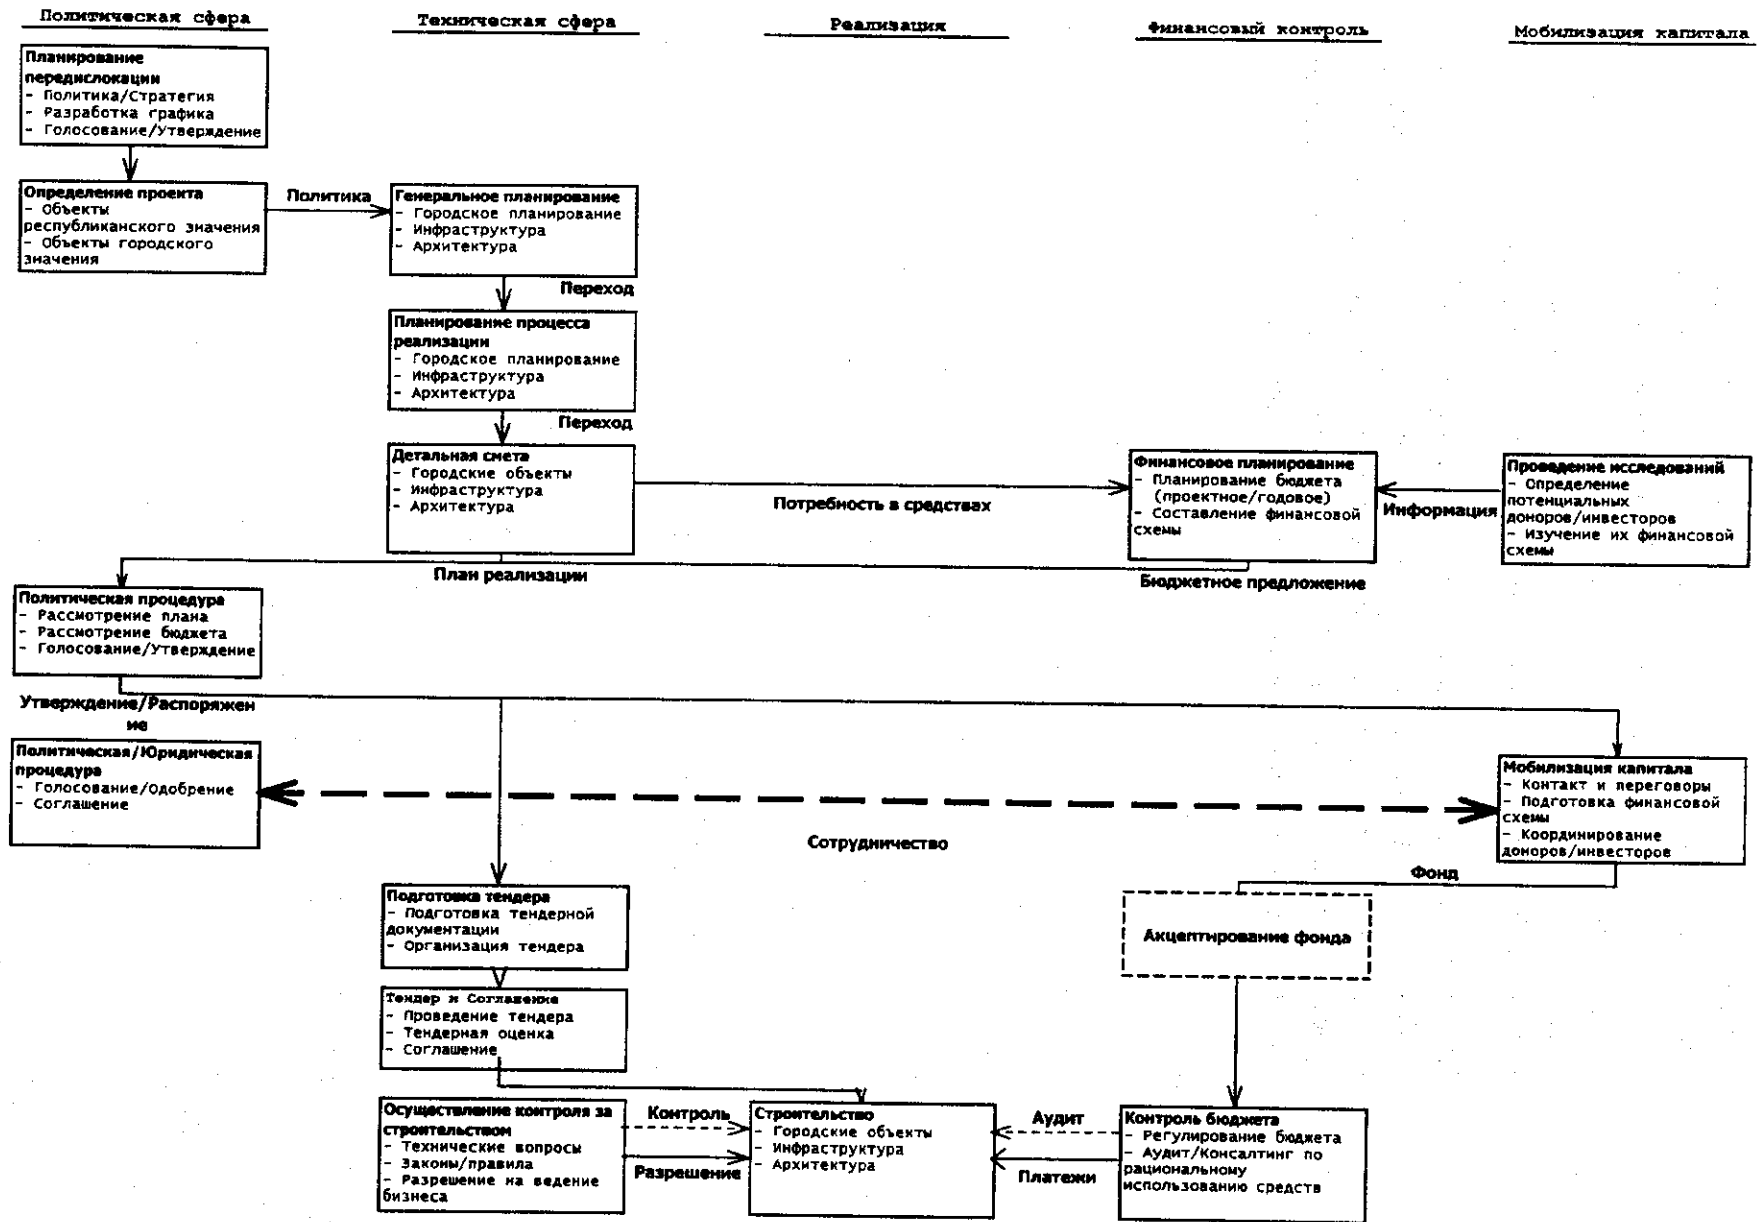 Политическая сфера
Техническая сфера
Реализация
Финансовый контроль
Мобилизация капитала
Планирование
передислокации
- Политика/Стратегия
- Разработка графика
- Голосование/Утверждение
Определение проекта
- Объекты
республиканского значения
- Объекты городского
значения
Политика
Генеральное планирование
- Городское планирование
- Инфраструктура
- Архитектура
Переход
Планирование процесса
реализации
- Городское планирование
- Инфраструктура
- Архитектура
Переход
Детальная смета
- Городские объекты
- Инфраструктура
- Архитектура
Потребность в средствах
Финансовое планирование
- Планирование бюджета
(проектное/годовое)
- Составление финансовой
схемы
Информация
Проведение исследований
- Определение
потенциальных
доноров/инвесторов
- Изучение их финансовой
схемы
План реализации
Бюджетное предложение
Политическая процедура
- Рассмотрение плана
- Рассмотрение бюджета
- Голосование/Утверждение
Утверждение/Распоряжен
ие
Политическая/Юридическая
процедура
- Голосование/Одобрение
- Соглашение
Сотрудничество
Мобилизация капитала
- Контакт и переговоры
- Подготовка финансовой
схемы
- Координирование
доноров/инвесторов
Фонд
Подготовка тендера
- Подготовка тендерной
документации
- Организация тендера
Акцептирование фонда
Тендер и Соглашение
- Проведение тендера
- Тендерная оценка
- Соглашение
Осуществление контроля за
строительством
- Технические вопросы
- Законы/правила
- Разрешение на ведение
бизнеса
Контроль
Разрешение
Строительство
- Городские объекты
- Инфраструктура
- Архитектура
Аудит
Платежи
Контроль бюджета
- Регулирование бюджета
- Аудит/Консалтинг по
рациональному
использованию средств